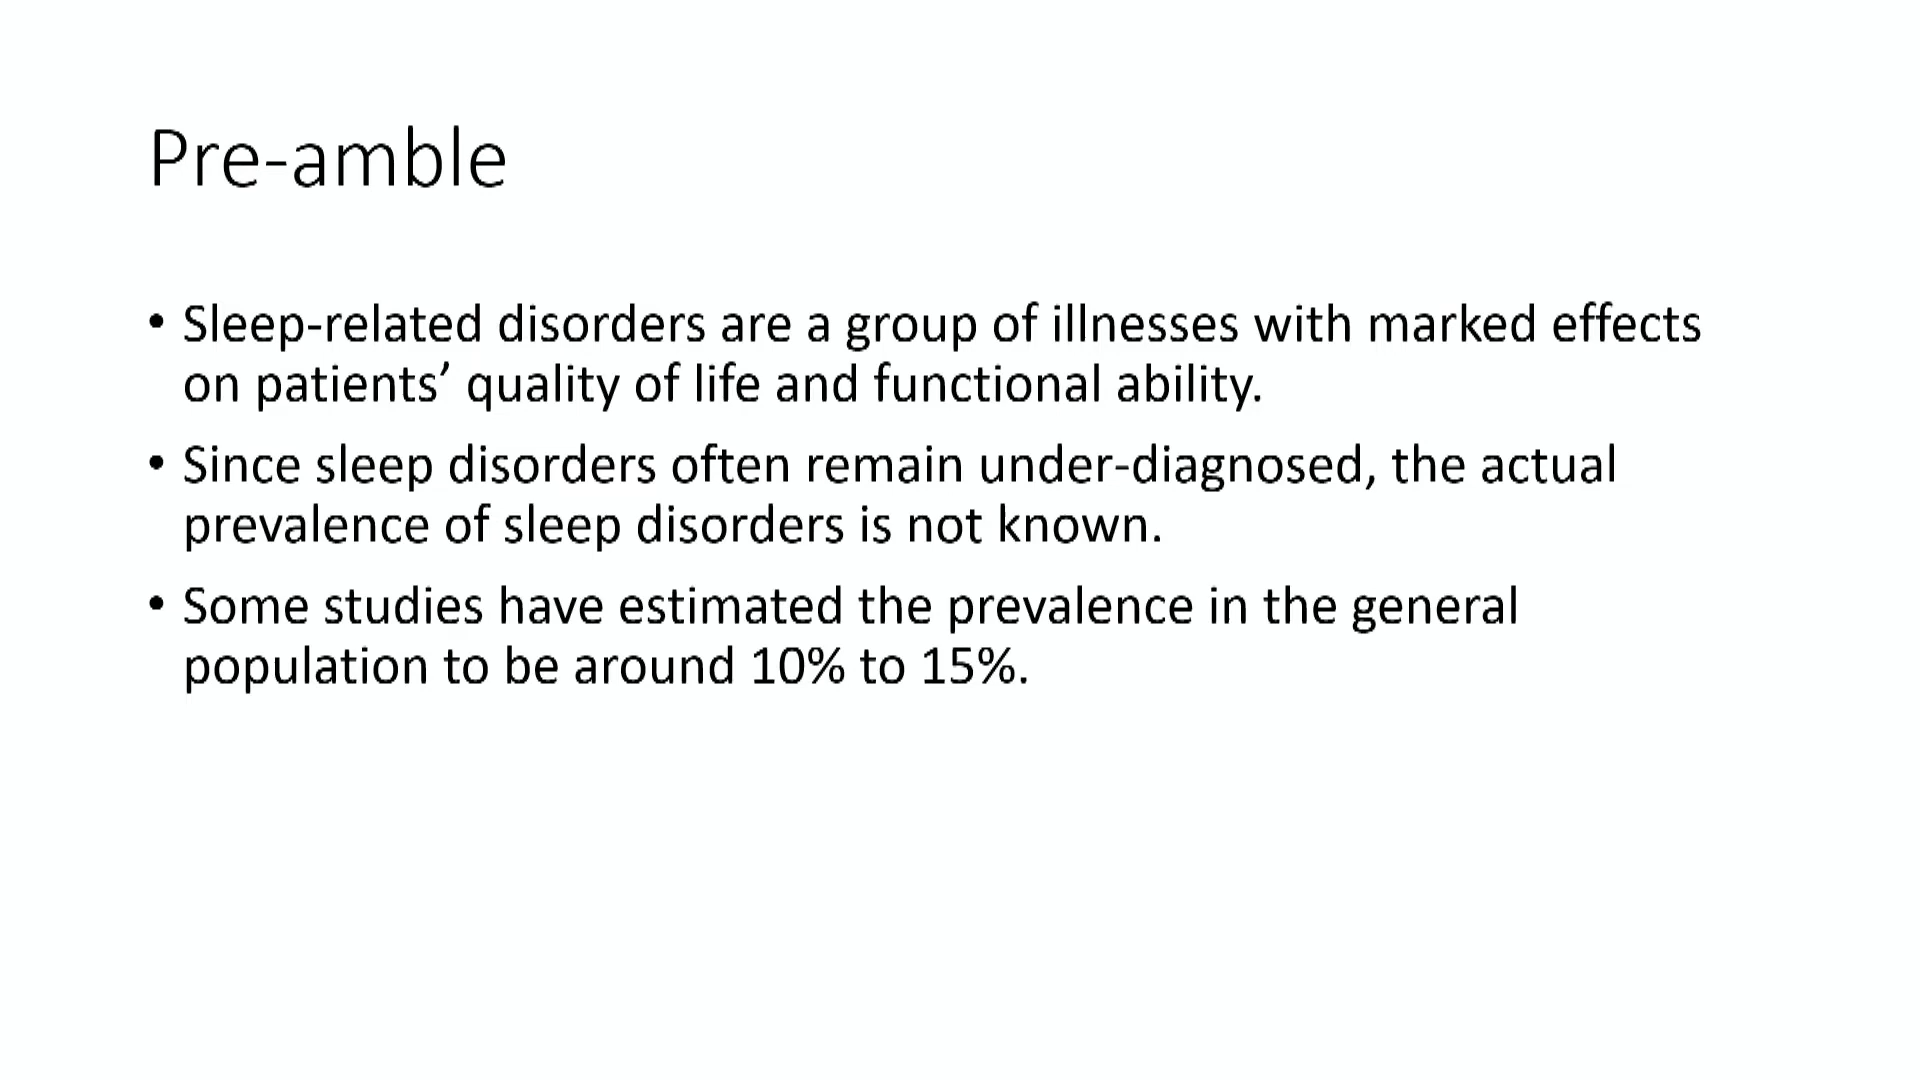 Pre-amble
• Sleep-related disorders are a group of illnesses with marked effects
on patients’ quality of life and functional ability.
• Since sleep disorders often remain under-diagnosed, the actual
prevalence of sleep disorders is not known.
• Some studies have estimated the prevalence in the general
population to be around 10% to 15%.